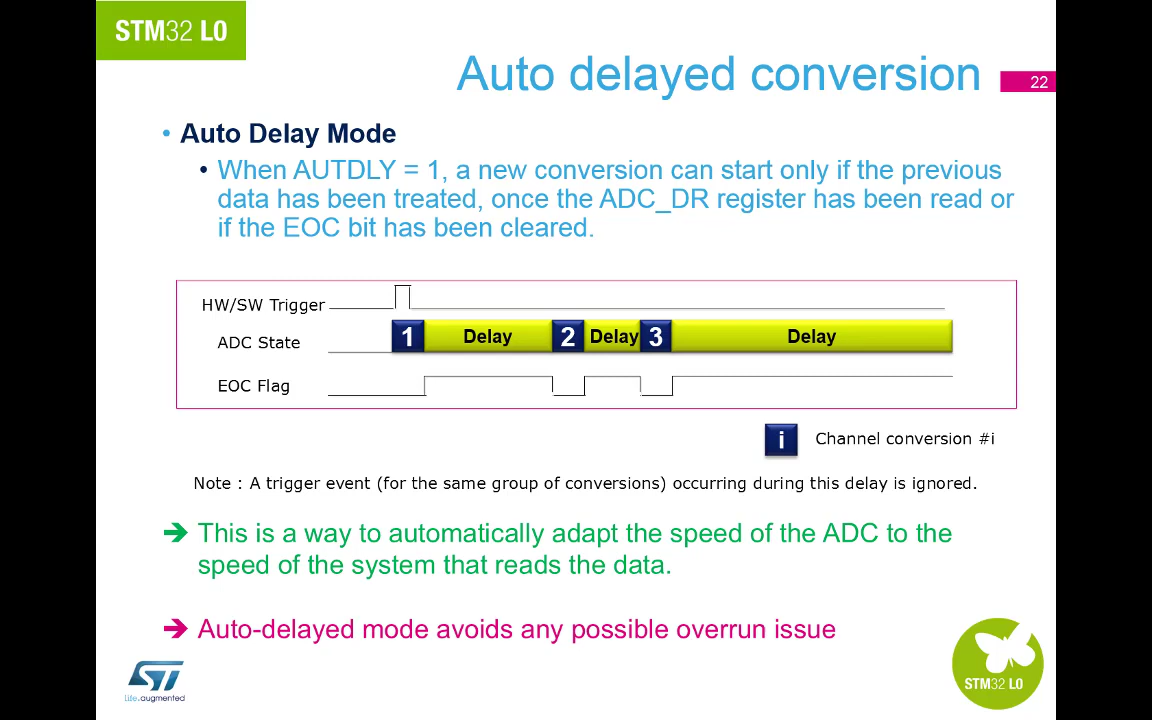 STM32 L0
Auto delayed conversion
22
• Auto Delay Mode
• When AUTDLY = 1, a new conversion can start only if the previous
data has been treated, once the ADC_DR register has been read or
if the EOC bit has been cleared.
HW/SW Trigger
ADC State
1 Delay 2 Delay 3 Delay
EOC Flag
i Channel conversion #i
Note : A trigger event (for the same group of conversions) occurring during this delay is ignored.
➔ This is a way to automatically adapt the speed of the ADC to the
speed of the system that reads the data.
➔ Auto-delayed mode avoids any possible overrun issue
ST
life.augmented
STM32 L0